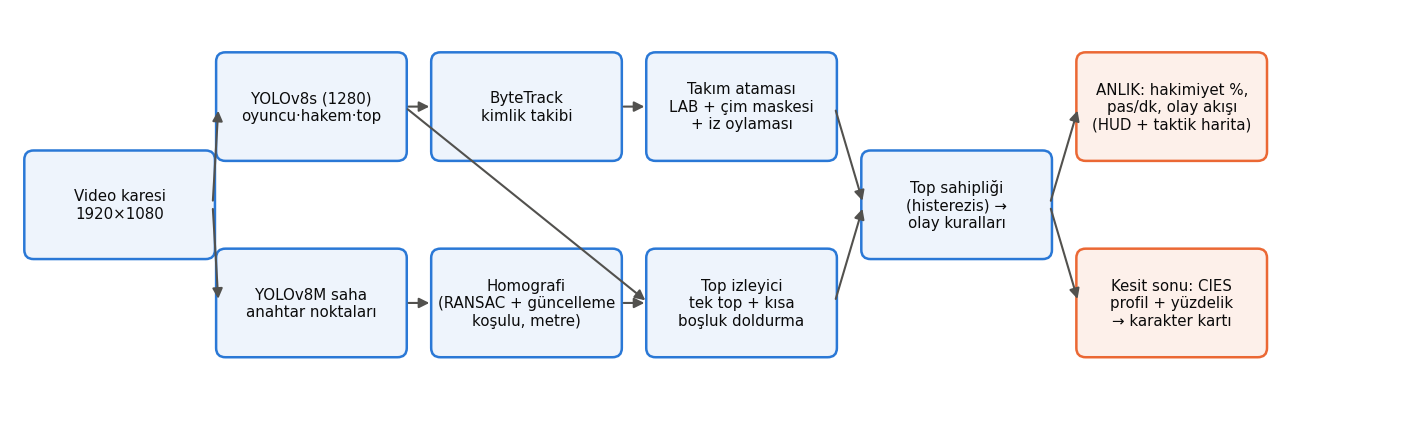 Video karesi
1920×1080
YOLOv8s (1280)
oyuncu·hakem·top
YOLOv8M saha
anahtar noktaları
ByteTrack
kimlik takibi
Homografi
(RANSAC + güncelleme
koşulu, metre)
Takım ataması
LAB + çim maskesi
+ iz oylaması
Top izleyici
tek top + kısa
boşluk doldurma
Top sahipliği
(histerezis) →
olay kuralları
ANLIK: hakimiyet %,
pas/dk, olay akışı
(HUD + taktik harita)
Kesit sonu: CIES
profil + yüzdelik
→ karakter kartı